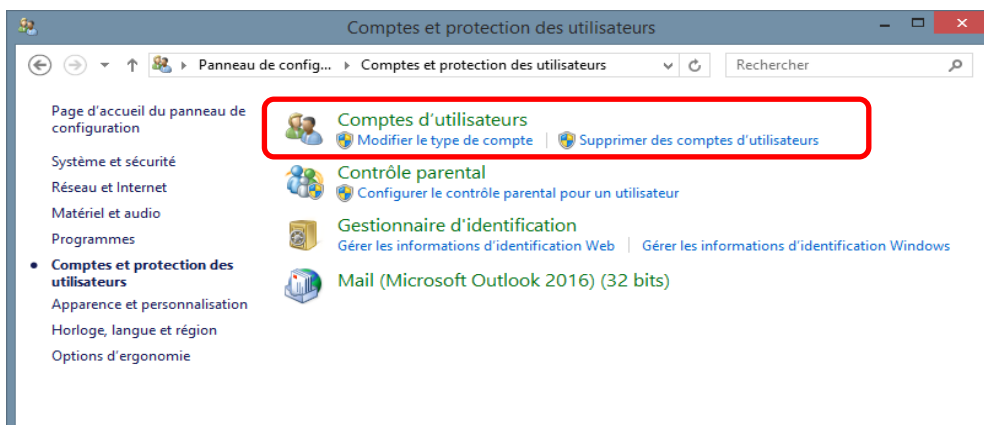 Comptes et protection des utilisateurs
Panneau de config... Comptes et protection des utilisateurs Rechercher
Page d'accueil du panneau de
configuration
Système et sécurité
Réseau et Internet
Matériel et audio
Programmes
Comptes et protection des
utilisateurs
Apparence et personnalisation
Horloge, langue et région
Options d'ergonomie
Comptes d'utilisateurs
Modifier le type de compte Supprimer des comptes d'utilisateurs
Contrôle parental
Configurer le contrôle parental pour un utilisateur
Gestionnaire d'identification
Gérer les informations d'identification Web Gérer les informations d'identification Windows
Mail (Microsoft Outlook 2016) (32 bits)